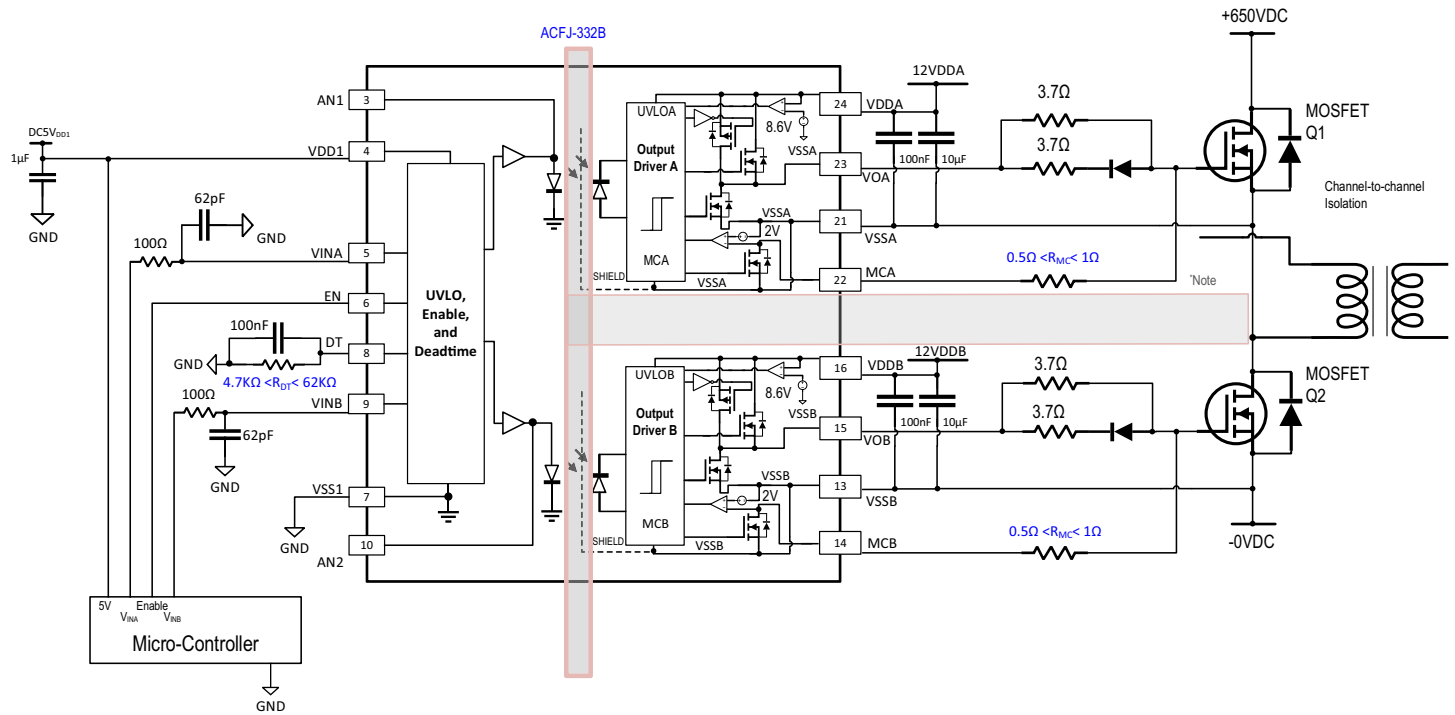 ACFJ-332B
+650VDC
AN1
3
DC5VDD1
1µF
GND
VDD1
4
62pF
GND
100Ω
VINA
5
EN
6
100nF
GND
DT
8
4.7KΩ <RDT< 62KΩ
100Ω
VINB
9
62pF
GND
VSS1
7
GND
10
AN2
UVLO,
Enable,
and
Deadtime
5V
VINA
Enable
VINB
Micro-Controller
GND
UVLOA
Output
Driver A
MCA
8.6V
VSSA
VSSA
2V
SHIELD
VSSA
24
VDDA
12VDDA
23
VOA
100nF
10µF
21
VSSA
22
MCA
3.7Ω
3.7Ω
0.5Ω <RMC< 1Ω
MOSFET
Q1
Channel-to-channel
Isolation
*Note
UVLOB
Output
Driver B
MCB
8.6V
VSSB
VSSB
2V
SHIELD
VSSB
16
VDDB
12VDDB
15
VOB
100nF
10µF
13
VSSB
14
MCB
3.7Ω
3.7Ω
0.5Ω <RMC< 1Ω
MOSFET
Q2
-0VDC